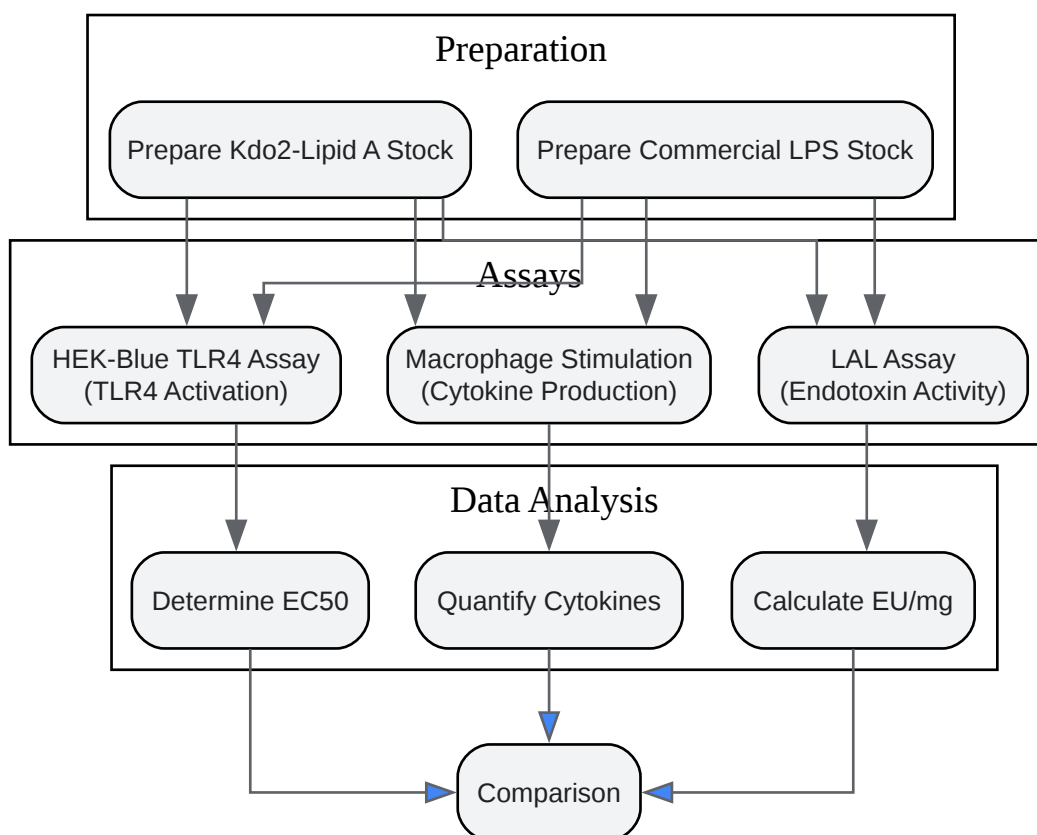 Preparation
Prepare Kdo2-Lipid A Stock
Prepare Commercial LPS Stock
Assays
HEK-Blue TLR4 Assay
(TLR4 Activation)
Macrophage Stimulation
(Cytokine Production)
LAL Assay
(Endotoxin Activity)
Data Analysis
Determine EC50
Quantify Cytokines
Calculate EU/mg
Comparison